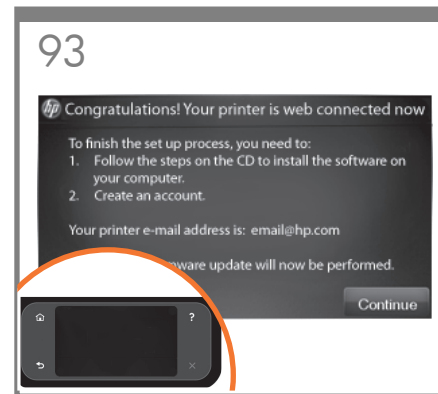 93
hp Congratulations! Your printer is web connected now
To finish the set up process, you need to:
1. Follow the steps on the CD to install the software on
your computer.
2. Create an account.
Your printer e-mail address is: email@hp.com
update will now be performed.
Continue
?